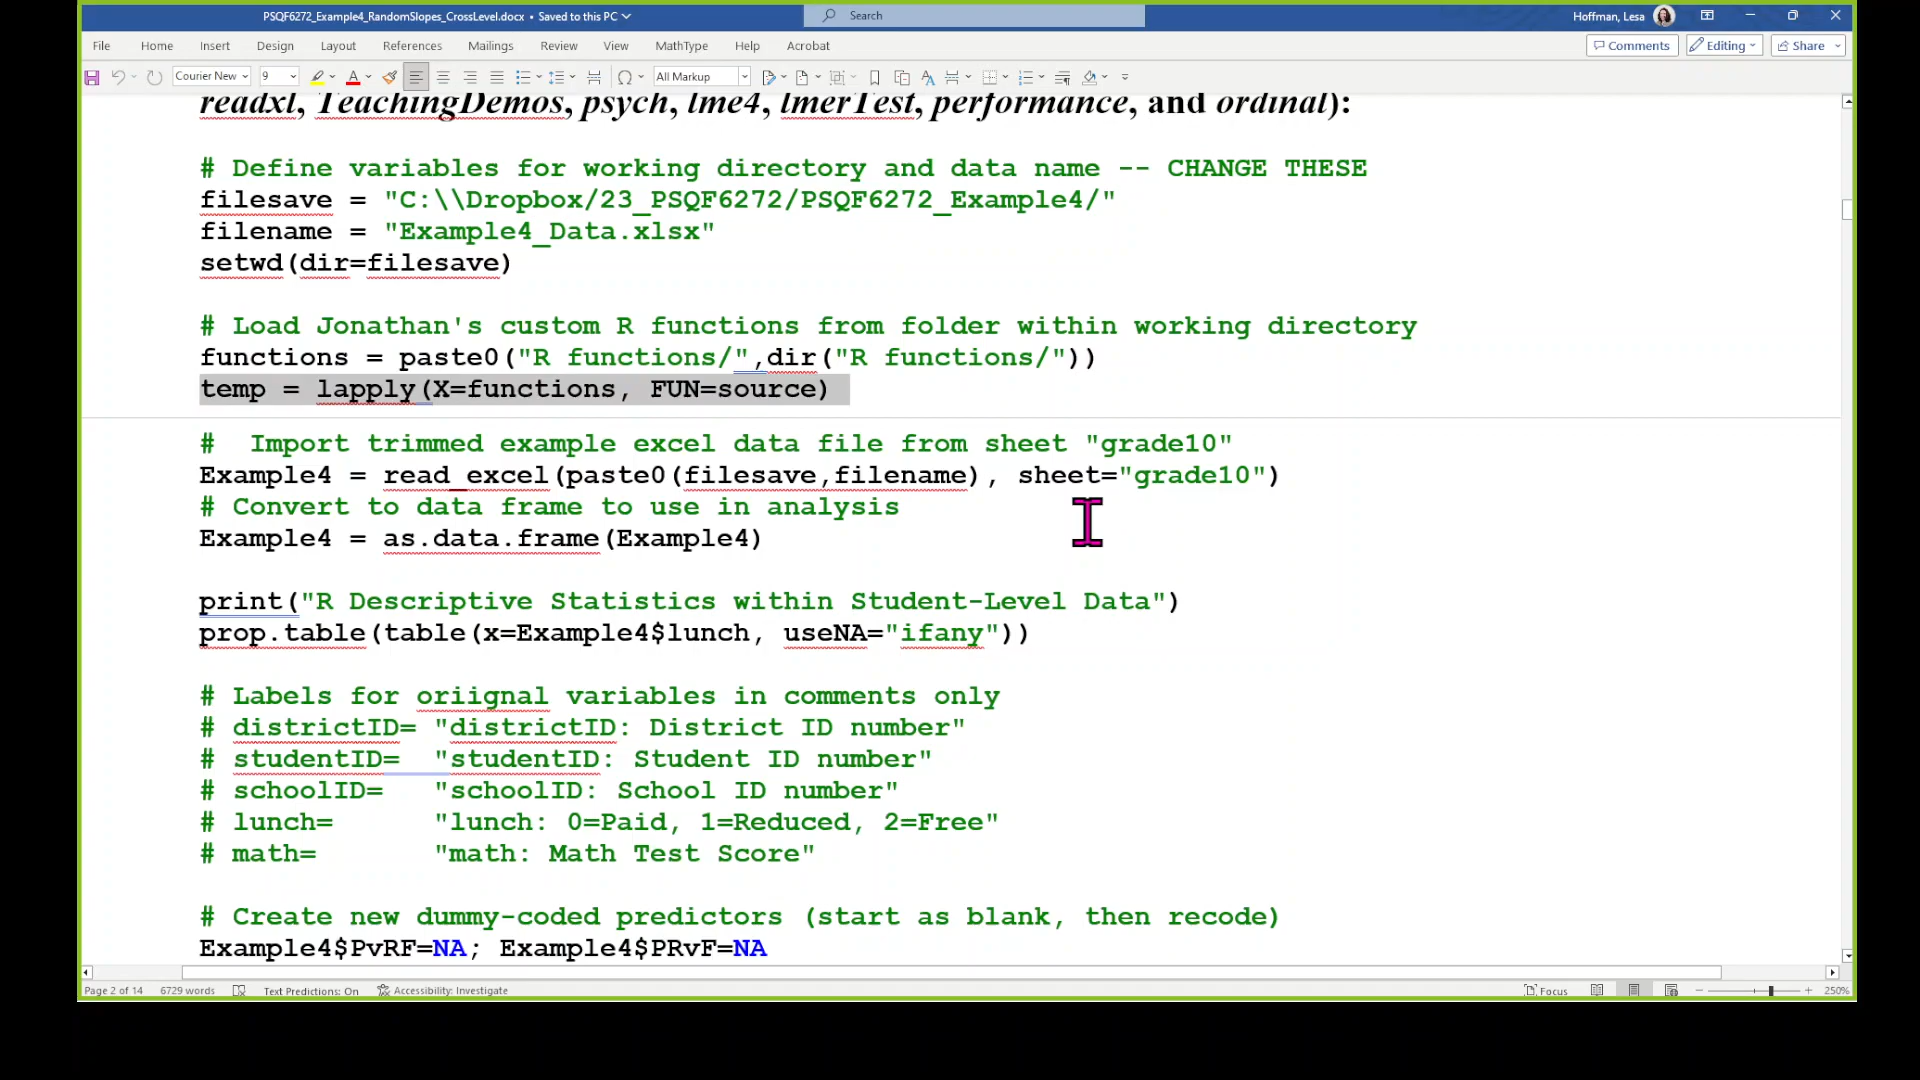 PSQF6272_Example4_RandomSlopes_CrossLevel.docx • Saved to this PC
Search
Hoffman, Lesa
File Home Insert Design Layout References Mailings Review View MathType Help Acrobat
Comments Editing Share
Courier New 9 All Markup
readxl, TeachingDemos, psych, lme4, lmerTest, performance, and ordinal):
# Define variables for working directory and data name -- CHANGE THESE
filesave = "C:\\Dropbox/23_PSQF6272/PSQF6272_Example4/"
filename = "Example4_Data.xlsx"
setwd(dir=filesave)
# Load Jonathan's custom R functions from folder within working directory
functions = paste0("R functions/",dir("R functions/"))
temp = lapply(X=functions, FUN=source)
#  Import trimmed example excel data file from sheet "grade10"
Example4 = read_excel(paste0(filesave,filename), sheet="grade10")
# Convert to data frame to use in analysis
Example4 = as.data.frame(Example4)
print("R Descriptive Statistics within Student-Level Data")
prop.table(table(x=Example4$lunch, useNA="ifany"))
# Labels for oriignal variables in comments only
# districtID= "districtID: District ID number"
# studentID=  "studentID: Student ID number"
# schoolID=   "schoolID: School ID number"
# lunch=      "lunch: 0=Paid, 1=Reduced, 2=Free"
# math=       "math: Math Test Score"
# Create new dummy-coded predictors (start as blank, then recode)
Example4$PvRF=NA; Example4$PRvF=NA
Page 2 of 14 6729 words Text Predictions: On Accessibility: Investigate Focus 250%